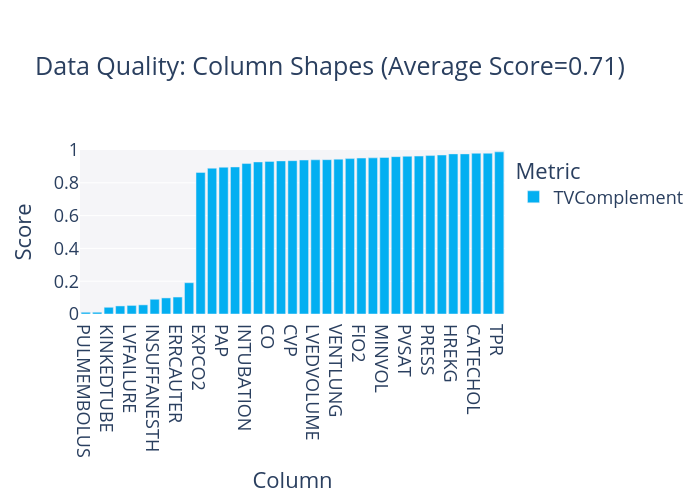 Data Quality: Column Shapes (Average Score=0.71)
Score
1
0.8
0.6
0.4
0.2
0
PULMEMBOLUS
KINKEDTUBE
LVFAILURE
INSUFFANESTH
ERRCAUTER
EXPCO2
PAP
INTUBATION
CO
CVP
LVEDVOLUME
VENTLUNG
FIO2
MINVOL
PVSAT
PRESS
HREKG
CATECHOL
TPR
Column
Metric
TVComplement